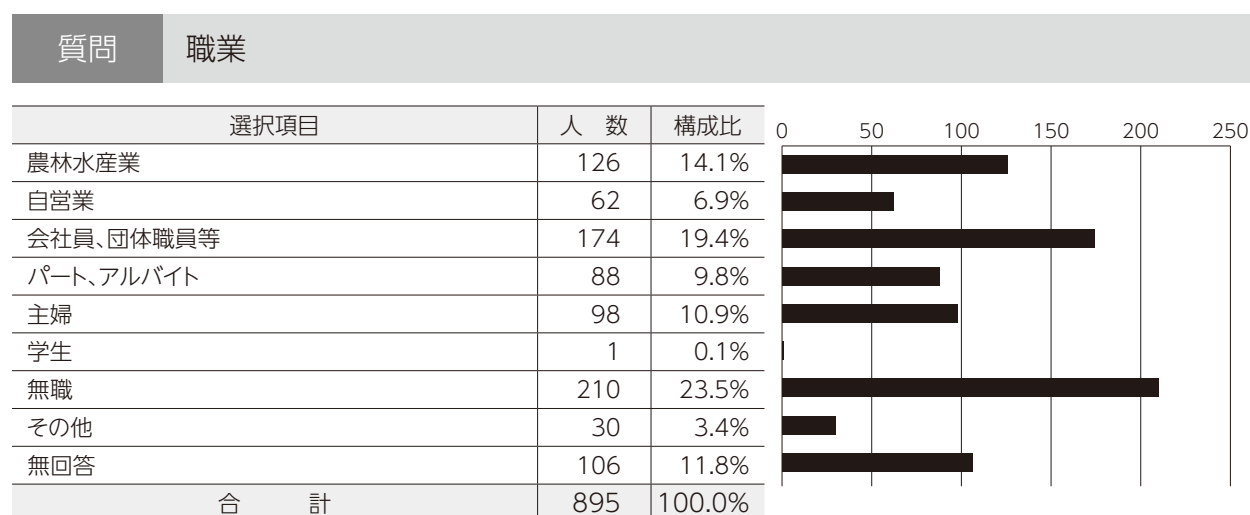 質問 職業
選択項目 人 数 構成比
0 50 100 150 200 250
農林水産業 126 14.1%
自営業 62 6.9%
会社員、団体職員等 174 19.4%
パート、アルバイト 88 9.8%
主婦 98 10.9%
学生 1 0.1%
無職 210 23.5%
その他 30 3.4%
無回答 106 11.8%
合 計 895 100.0%